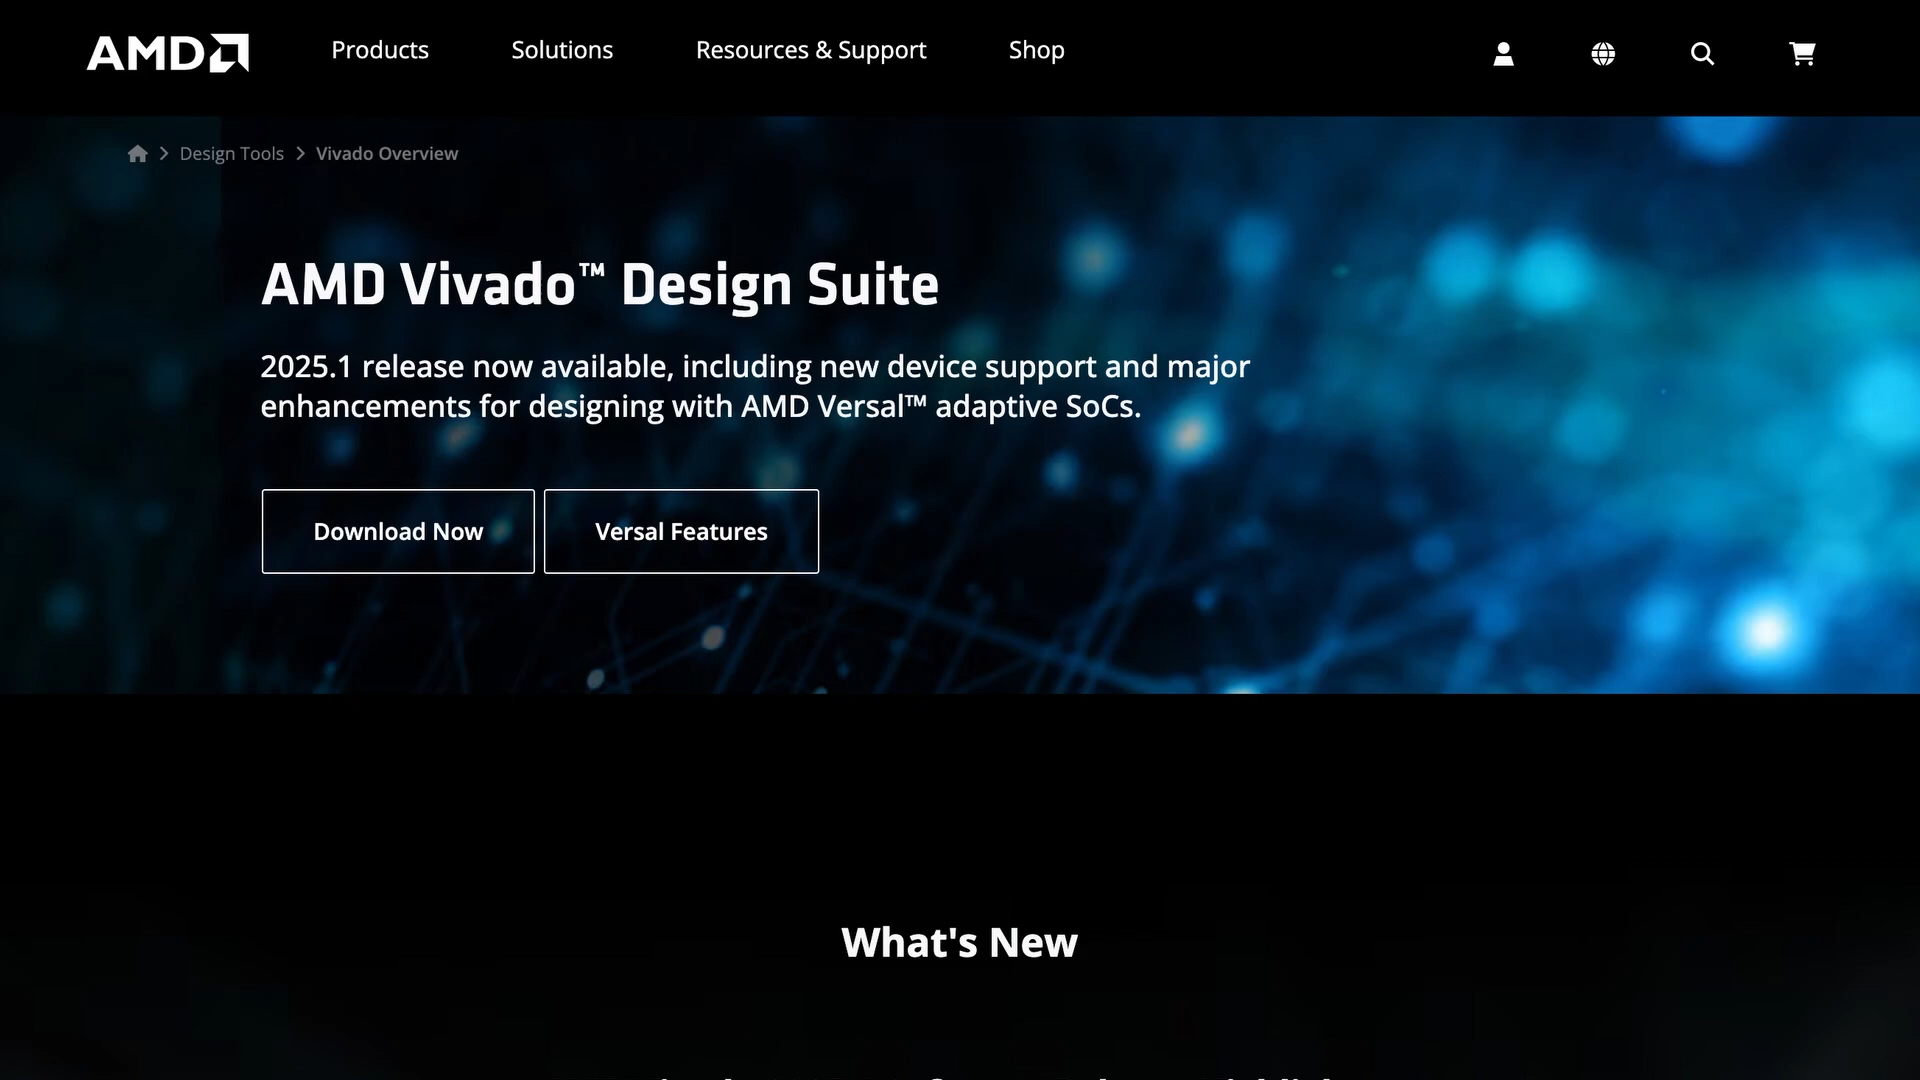 AMD
Products
Solutions
Resources & Support
Shop
Design Tools
Vivado Overview
AMD Vivado™ Design Suite
2025.1 release now available, including new device support and major
enhancements for designing with AMD Versal™ adaptive SoCs.
Download Now
Versal Features
What's New